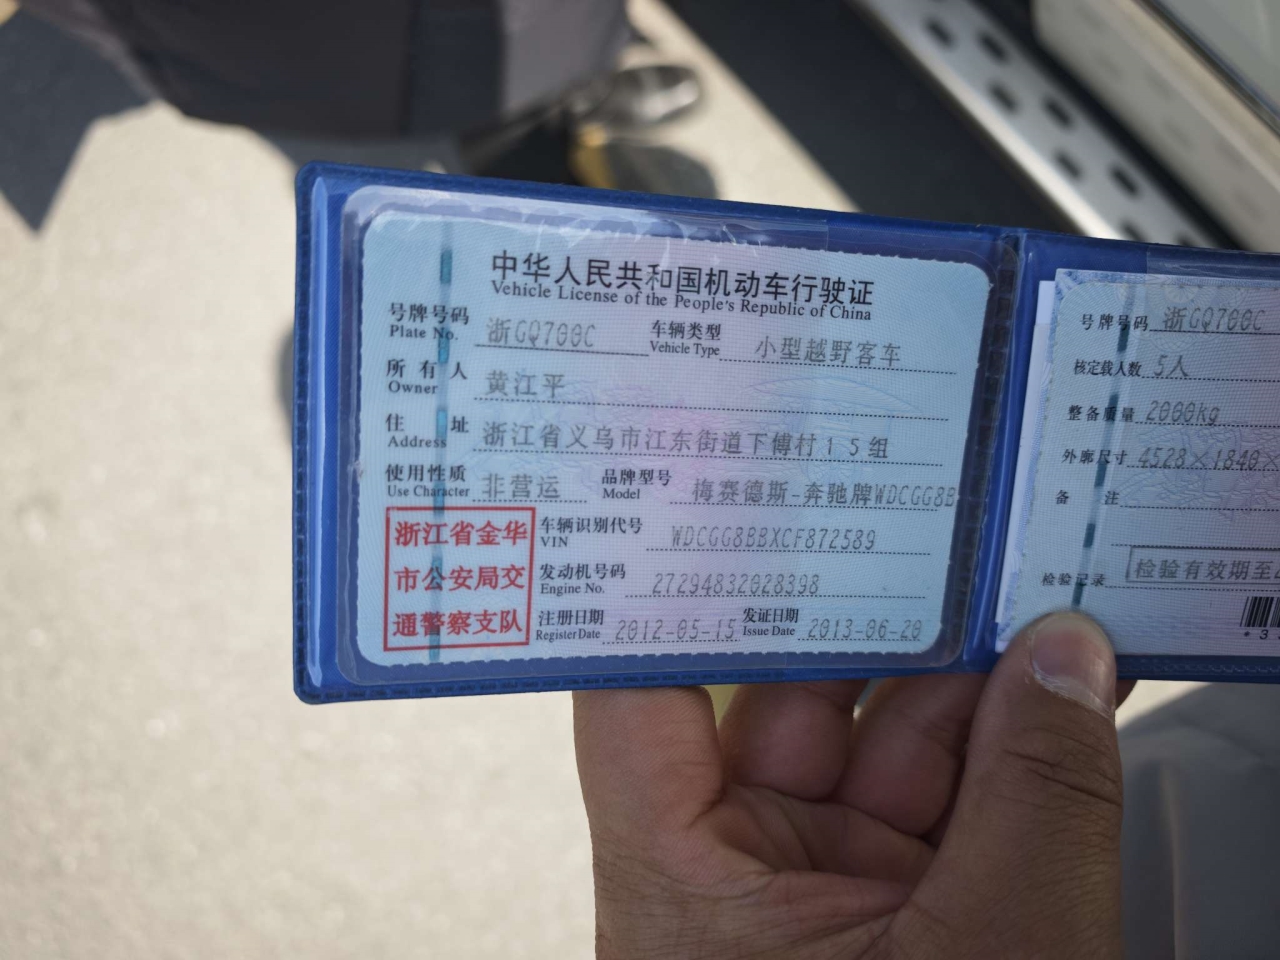 中华人民共和国机动车行驶证
Vehicle License of the People's Republic of China
号牌号码 浙GQ700C 车辆类型 小型越野客车
Plate No. Vehicle Type
所有人 黄江平
Owner
住址 浙江省义乌市江东街道下傅村15组
Address
使用性质 非营运 品牌型号 梅赛德斯-奔驰牌WDCGG8B
Use Character Model
浙江省金华
市公安局交
通警察支队
车辆识别代号 WDCGG8BBXCF872589
VIN
发动机号码 27294832028398
Engine No.
注册日期 2012-05-15 发证日期 2013-06-20
Register Date Issue Date
号牌号码 浙GQ700C
核定载人数 5人
整备质量 2000kg
外廓尺寸 4528×1840×
备注
检验记录 检验有效期至2
*3